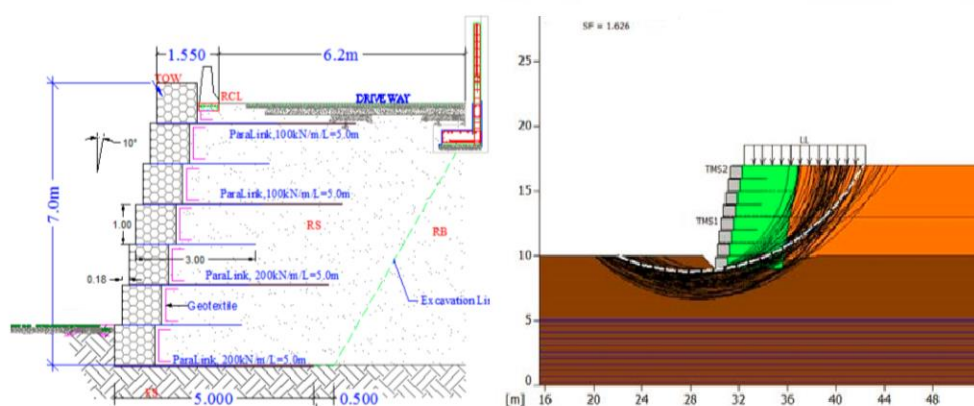 1.550
6.2m
TOW
RCL
DRIVE WAY
ParaLink,100kN/m/L=5.0m
10°
7.0m
ParaLink,100kN/m/L=5.0m
1.00
RS
RB
3.00
0.18
ParaLink, 200kN/m/L=5.0m
Geotextile
Excavation Li
ParaLink, 200kN/m/L=5.0m
FS
5.000
0.500
SF = 1.626
25
20
LL
TMS2
15
TMS1
10
5
0
[m] 16 20 24 28 32 36 40 44 48